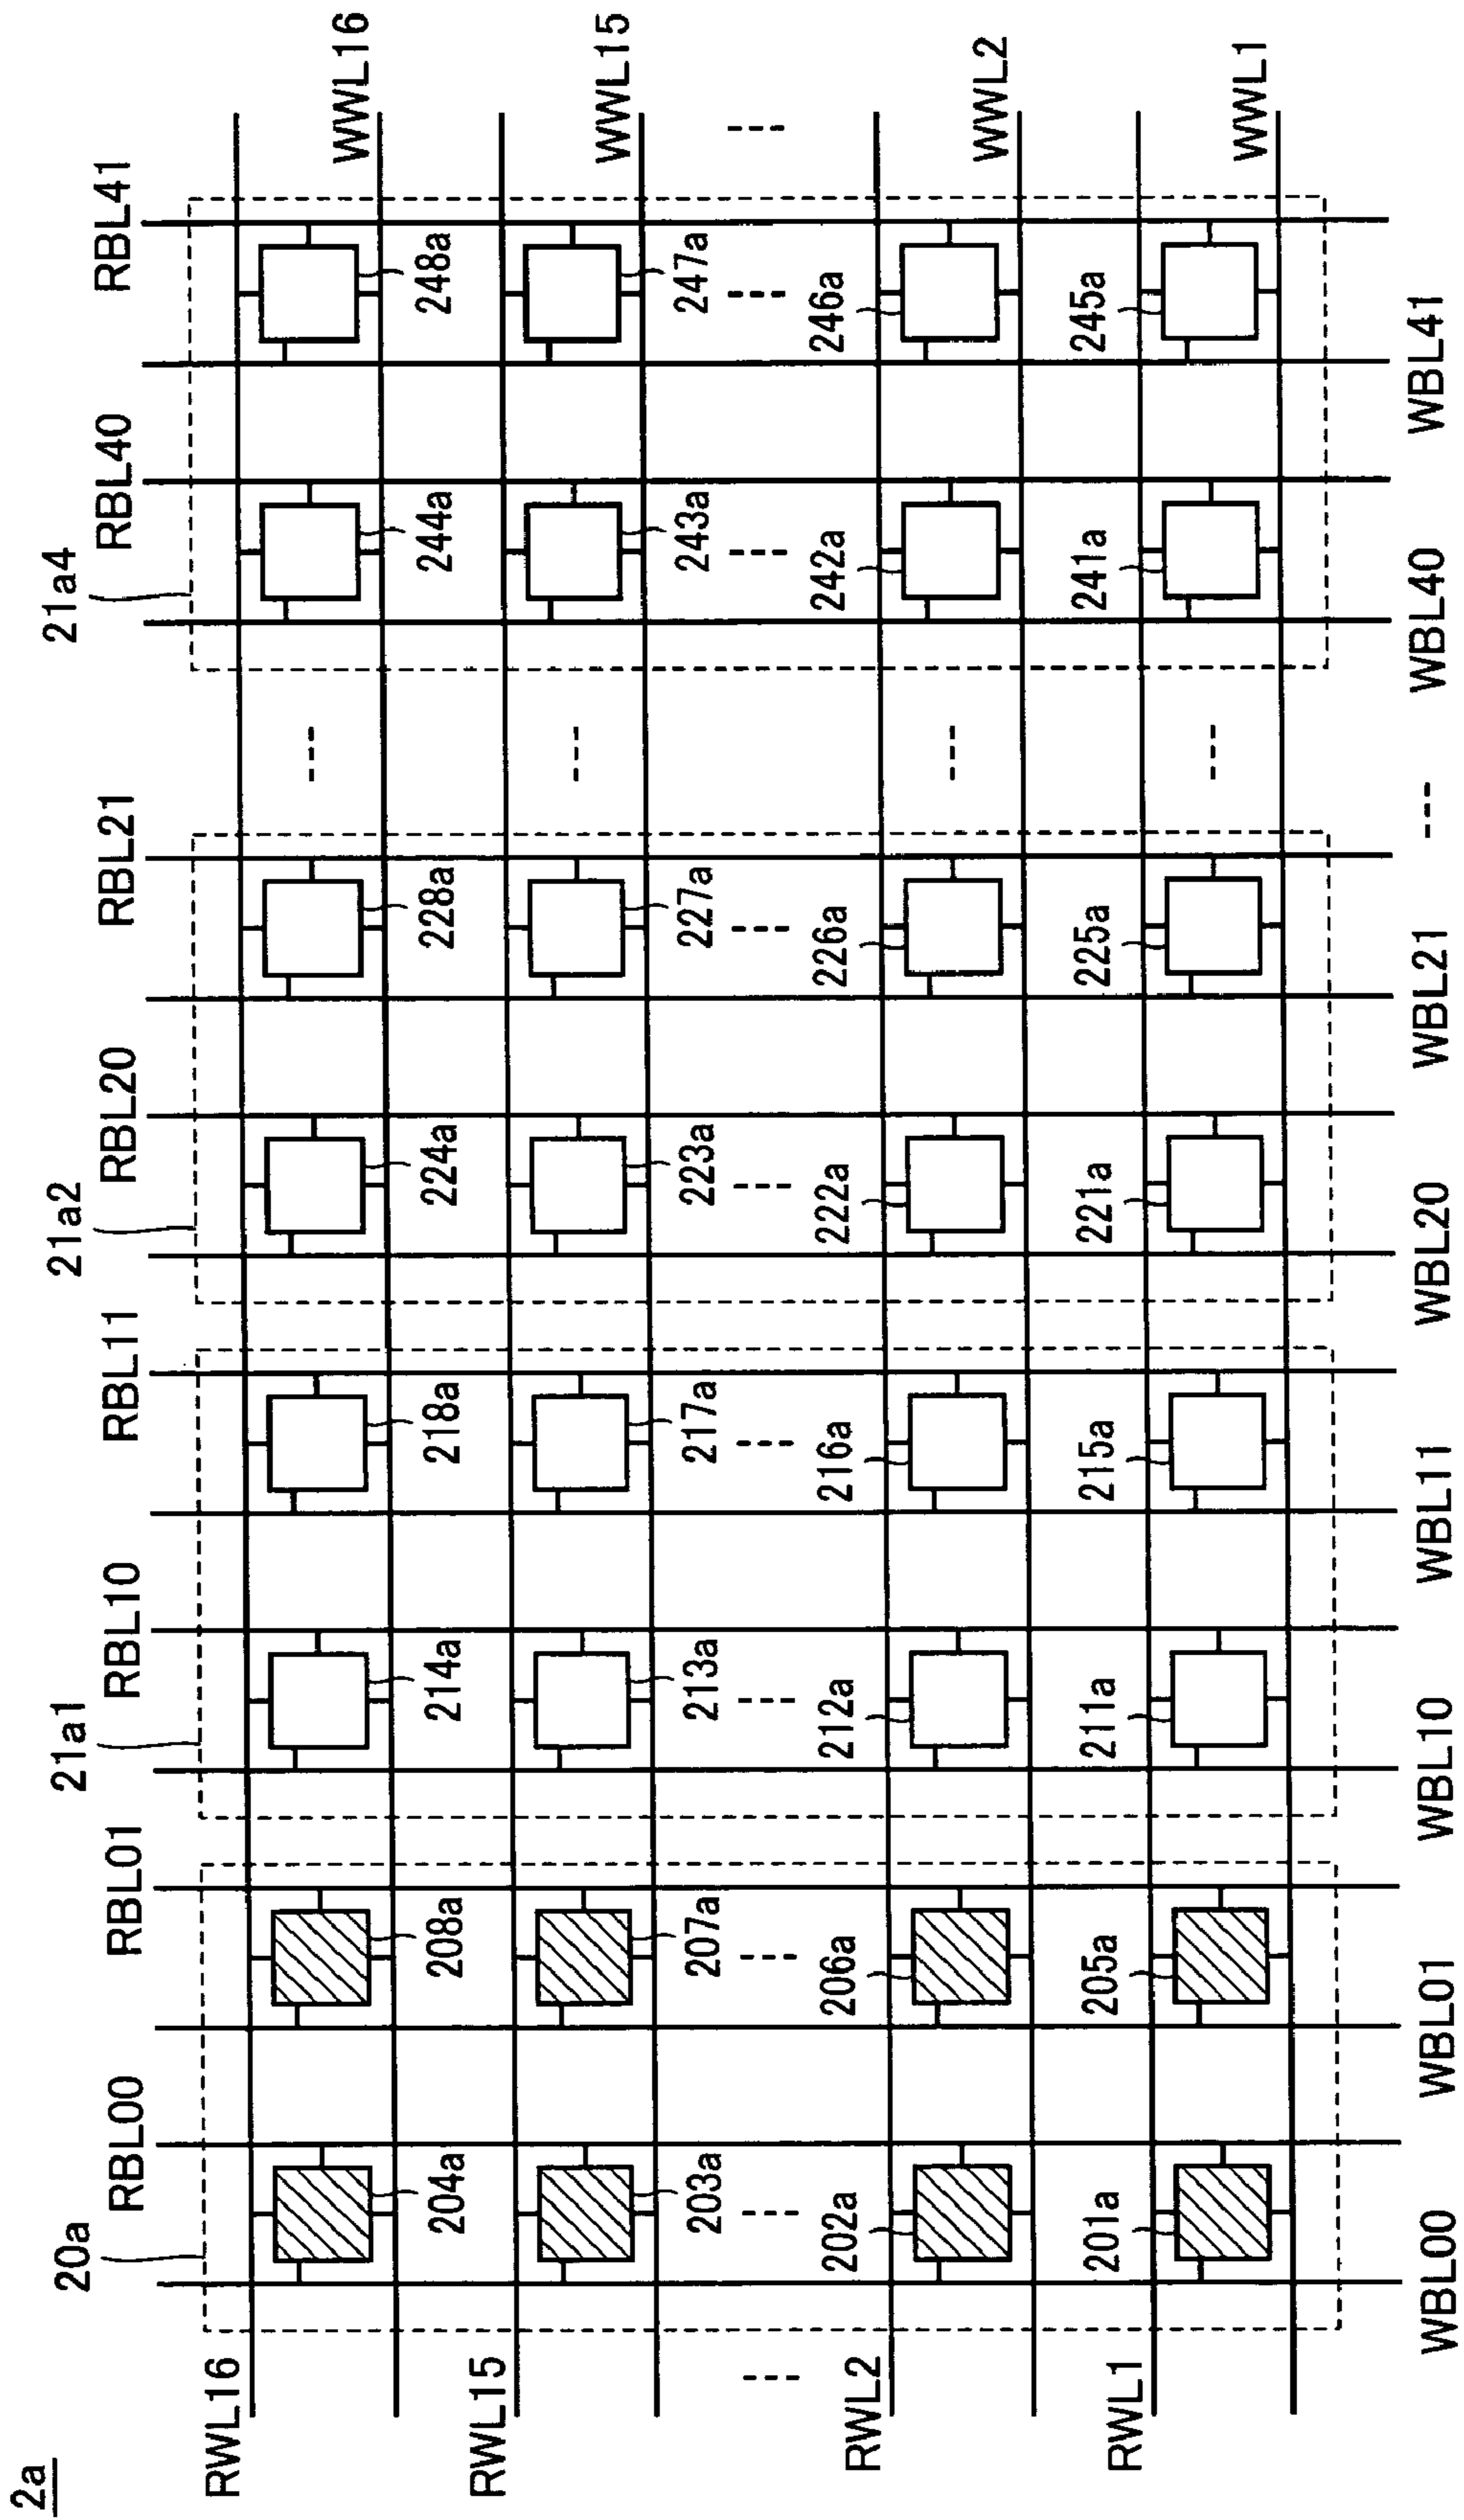 2a
20a
21a1
21a2
21a4
RBL00
RBL01
RBL10
RBL11
RBL20
RBL21
RBL40
RBL41
RWL16
WWL16
204a
208a
214a
218a
224a
228a
---
244a
248a
RWL15
WWL15
203a
207a
213a
217a
223a
227a
---
243a
247a
---
---
---
---
---
---
---
---
---
---
RWL2
WWL2
202a
206a
212a
216a
222a
226a
---
242a
246a
RWL1
WWL1
201a
205a
211a
215a
221a
225a
---
241a
245a
WBL00
WBL01
WBL10
WBL11
WBL20
WBL21
---
WBL40
WBL41